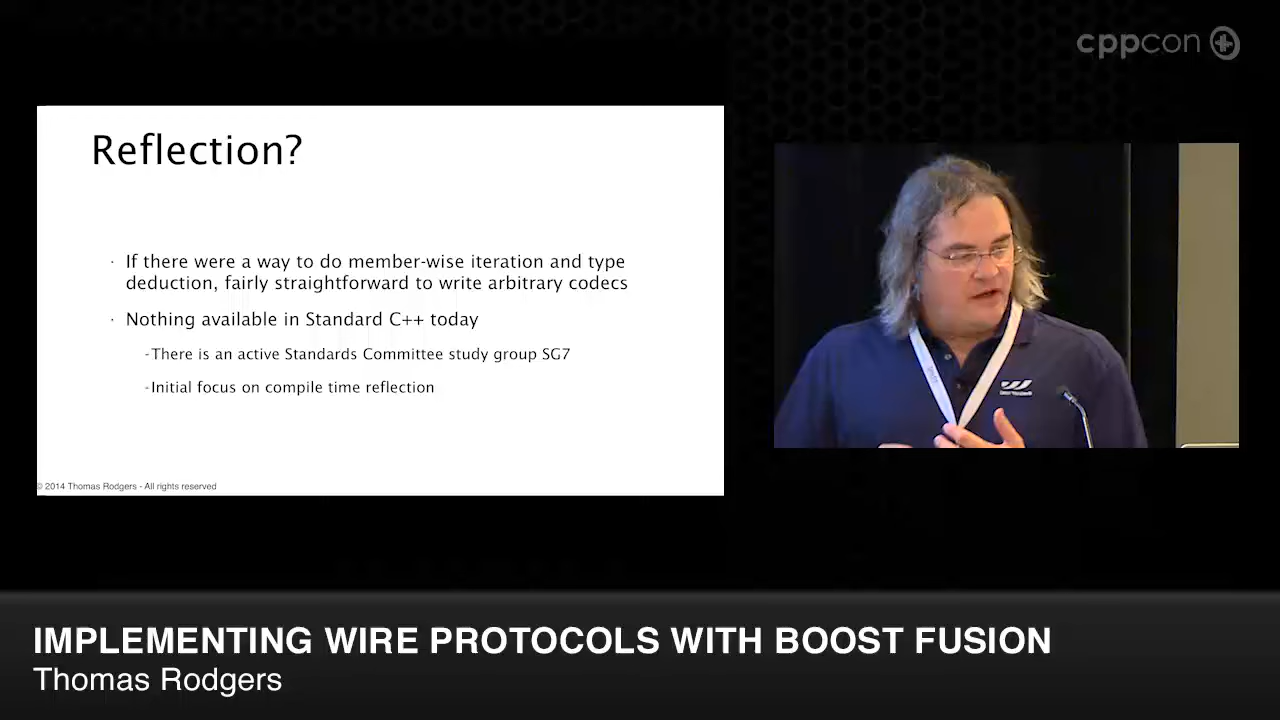 cppcon
Reflection?
· If there were a way to do member-wise iteration and type
deduction, fairly straightforward to write arbitrary codecs
· Nothing available in Standard C++ today
-There is an active Standards Committee study group SG7
-Initial focus on compile time reflection
© 2014 Thomas Rodgers - All rights reserved
IMPLEMENTING WIRE PROTOCOLS WITH BOOST FUSION
Thomas Rodgers